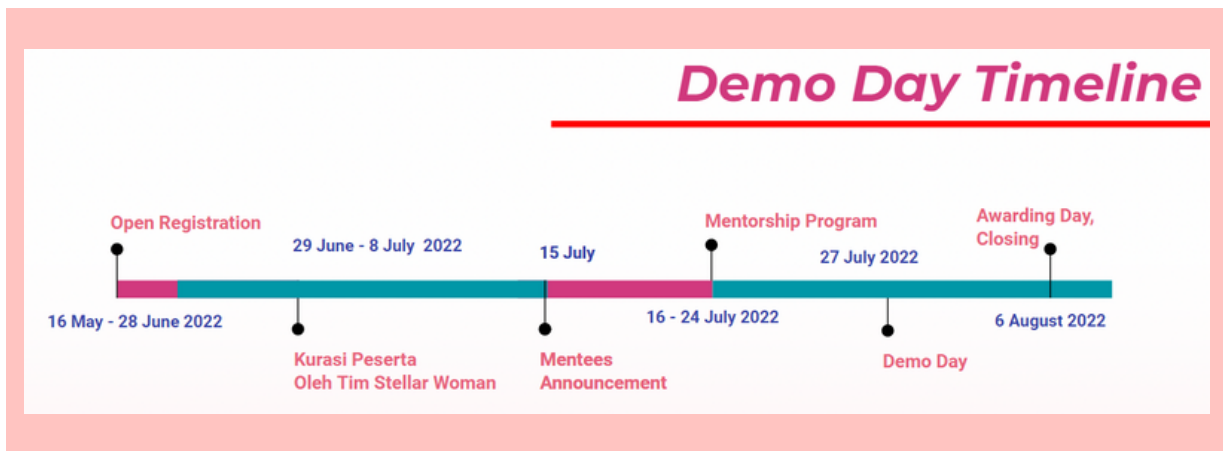 Demo Day Timeline
Open Registration
16 May - 28 June 2022
29 June - 8 July 2022
Kurasi Peserta
Oleh Tim Stellar Woman
15 July
Mentees
Announcement
Mentorship Program
16 - 24 July 2022
27 July 2022
Demo Day
Awarding Day,
Closing
6 August 2022